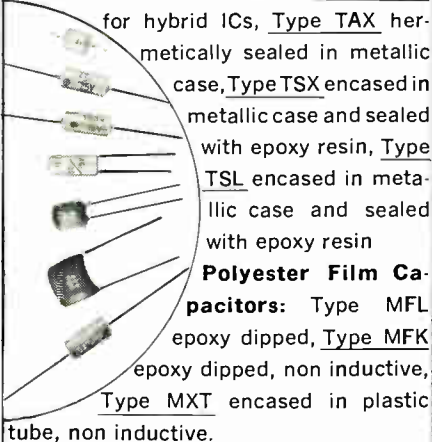 for hybrid ICs, Type TAX her-
metically sealed in metallic
case, Type TSX encased in
metallic case and sealed
with epoxy resin, Type
TSL encased in meta-
llic case and sealed
with epoxy resin
Polyester Film Ca-
pacitors: Type MFL
epoxy dipped, Type MFK
epoxy dipped, non inductive,
Type MXT encased in plastic
tube, non inductive.